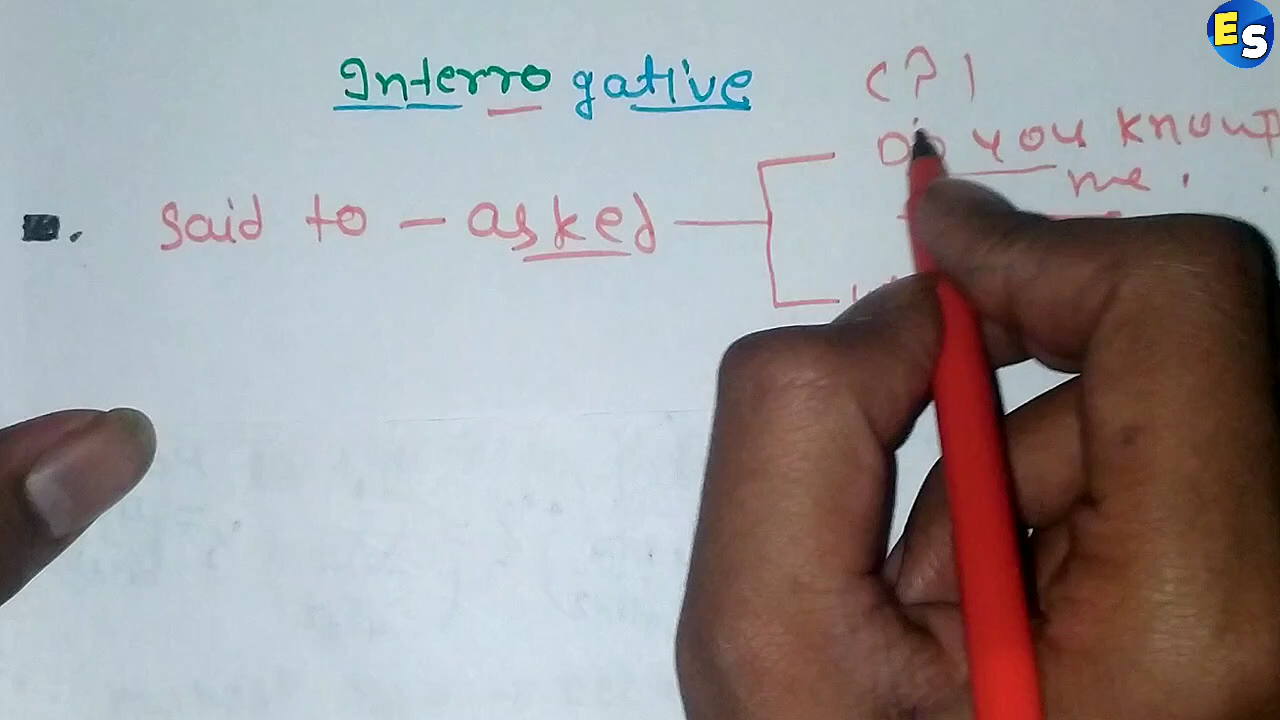 ES
Interrogative (?)
Do you know
me.
said to - asked